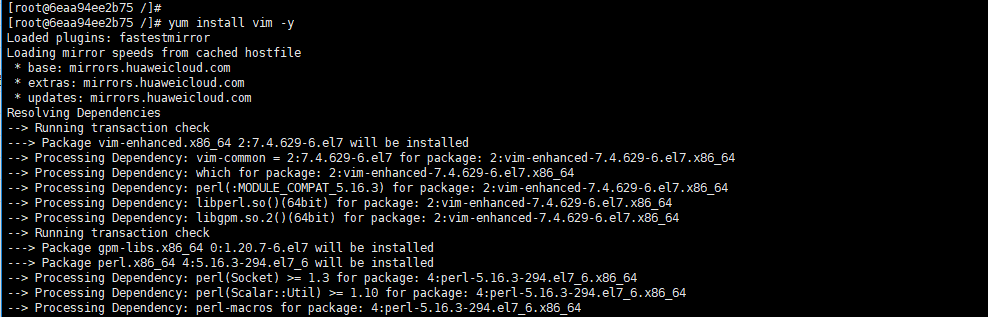 [root@6eaa94ee2b75 /]#
[root@6eaa94ee2b75 /]# yum install vim -y
Loaded plugins: fastestmirror
Loading mirror speeds from cached hostfile
 * base: mirrors.huaweicloud.com
 * extras: mirrors.huaweicloud.com
 * updates: mirrors.huaweicloud.com
Resolving Dependencies
--> Running transaction check
---> Package vim-enhanced.x86_64 2:7.4.629-6.el7 will be installed
--> Processing Dependency: vim-common = 2:7.4.629-6.el7 for package: 2:vim-enhanced-7.4.629-6.el7.x86_64
--> Processing Dependency: which for package: 2:vim-enhanced-7.4.629-6.el7.x86_64
--> Processing Dependency: perl(:MODULE_COMPAT_5.16.3) for package: 2:vim-enhanced-7.4.629-6.el7.x86_64
--> Processing Dependency: libperl.so()(64bit) for package: 2:vim-enhanced-7.4.629-6.el7.x86_64
--> Processing Dependency: libgpm.so.2()(64bit) for package: 2:vim-enhanced-7.4.629-6.el7.x86_64
--> Running transaction check
---> Package gpm-libs.x86_64 0:1.20.7-6.el7 will be installed
---> Package perl.x86_64 4:5.16.3-294.el7_6 will be installed
--> Processing Dependency: perl(Socket) >= 1.3 for package: 4:perl-5.16.3-294.el7_6.x86_64
--> Processing Dependency: perl(Scalar::Util) >= 1.10 for package: 4:perl-5.16.3-294.el7_6.x86_64
--> Processing Dependency: perl-macros for package: 4:perl-5.16.3-294.el7_6.x86_64